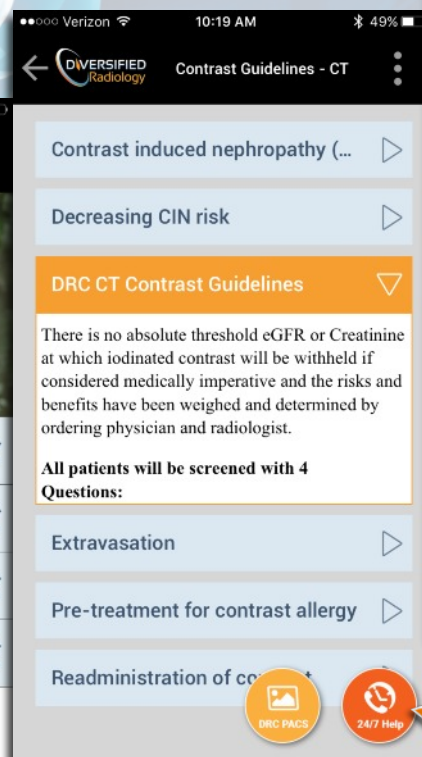 Verizon 10:19 AM 49%
DIVERSIFIED
Radiology
Contrast Guidelines - CT
Contrast induced nephropathy (...
Decreasing CIN risk
DRC CT Contrast Guidelines
There is no absolute threshold eGFR or Creatinine
at which iodinated contrast will be withheld if
considered medically imperative and the risks and
benefits have been weighed and determined by
ordering physician and radiologist.
All patients will be screened with 4
Questions:
Extravasation
Pre-treatment for contrast allergy
Readministration of
DRC PACS
24/7 Help